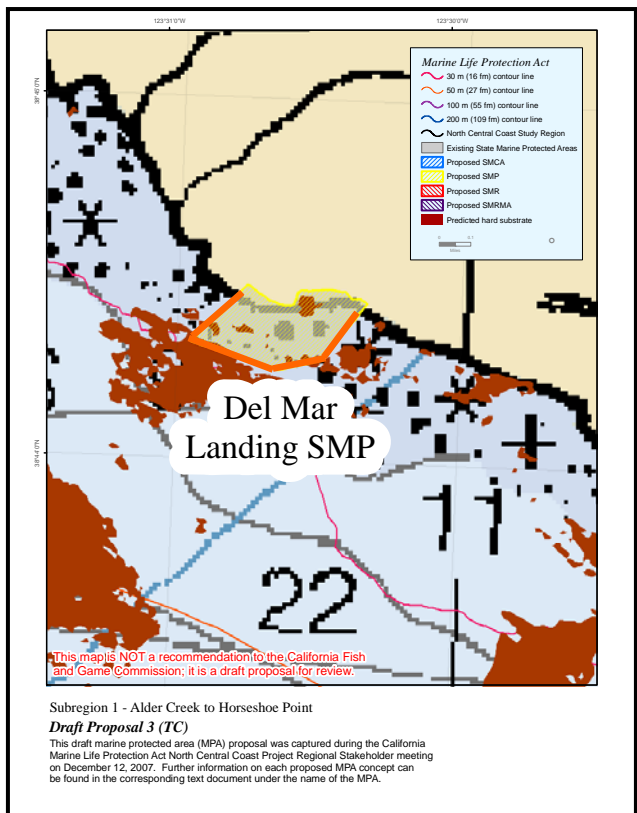 123°31'0"W
123°30'0"W
38°45'0"N
38°44'0"N
Marine Life Protection Act
30 m (16 fm) contour line
50 m (27 fm) contour line
100 m (55 fm) contour line
200 m (109 fm) contour line
North Central Coast Study Region
Existing State Marine Protected Areas
Proposed SMCA
Proposed SMP
Proposed SMR
Proposed SMRMA
Predicted hard substrate
0
0.1
Miles
Del Mar
Landing SMP
11
22
This map is NOT a recommendation to the California Fish
and Game Commission; it is a draft proposal for review.
Subregion 1 - Alder Creek to Horseshoe Point
Draft Proposal 3 (TC)
This draft marine protected area (MPA) proposal was captured during the California
Marine Life Protection Act North Central Coast Project Regional Stakeholder meeting
on December 12, 2007.  Further information on each proposed MPA concept can
be found in the corresponding text document under the name of the MPA.